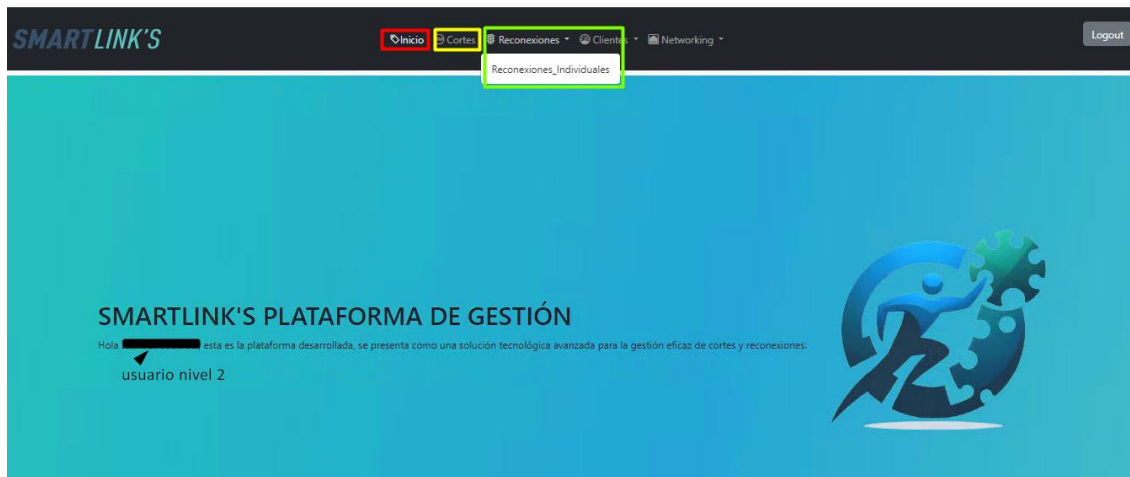 SMARTLINK'S
Inicio Cortes Reconexiones Clientes Networking
Logout
Reconexiones_Individuales
SMARTLINK'S PLATAFORMA DE GESTIÓN
Hola esta es la plataforma desarrollada, se presenta como una solución tecnológica avanzada para la gestión eficaz de cortes y reconexiones.
usuario nivel 2